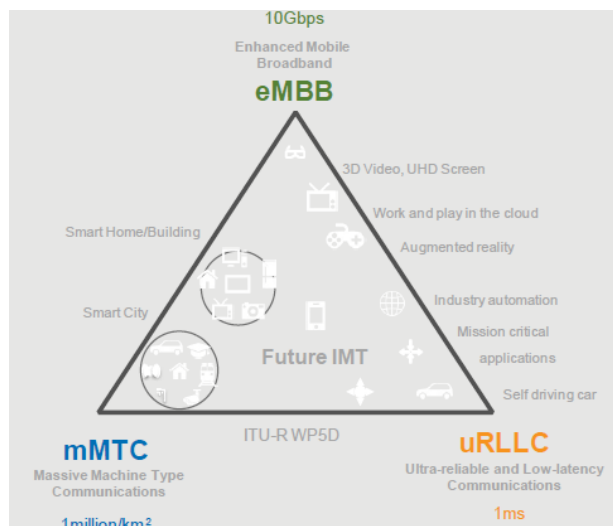 10Gbps
Enhanced Mobile
Broadband
eMBB
3D Video, UHD Screen
Work and play in the cloud
Smart Home/Building
Augmented reality
Industry automation
Smart City
Mission critical
applications
Future IMT
Self driving car
ITU-R WP5D
mMTC
Massive Machine Type
Communications
1million/km²
uRLLC
Ultra-reliable and Low-latency
Communications
1ms